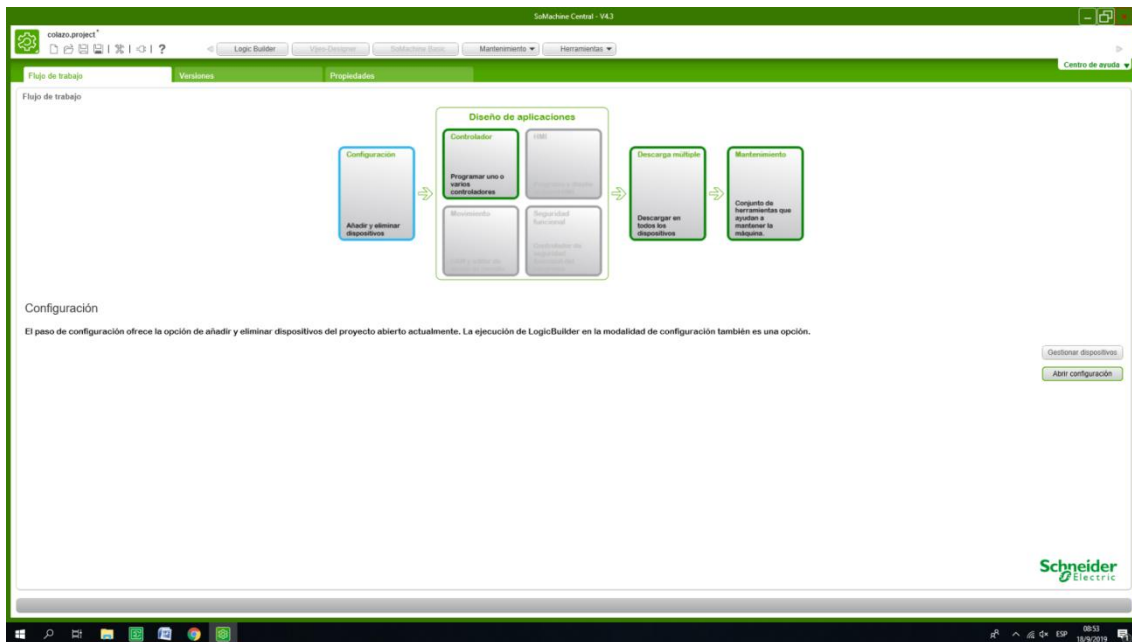 SoMachine Central - V4.3
colazo.project*
Logic Builder
Vijeo-Designer
SoMachine Basic
Mantenimiento
Herramientas
Centro de ayuda
Flujo de trabajo
Versiones
Propiedades
Flujo de trabajo
Diseño de aplicaciones
Configuración
Añadir y eliminar
dispositivos
Controlador
Programar uno o
varios
controladores
HMI
Movimiento
Seguridad
funcional
Controlador de
seguridad
Descarga múltiple
Descargar en
todos los
dispositivos
Mantenimiento
Conjunto de
herramientas que
ayudan a
mantener la
máquina.
Configuración
El paso de configuración ofrece la opción de añadir y eliminar dispositivos del proyecto abierto actualmente. La ejecución de LogicBuilder en la modalidad de configuración también es una opción.
Gestionar dispositivos
Abrir configuración
Schneider
Electric
ESP
08:53
18/9/2019